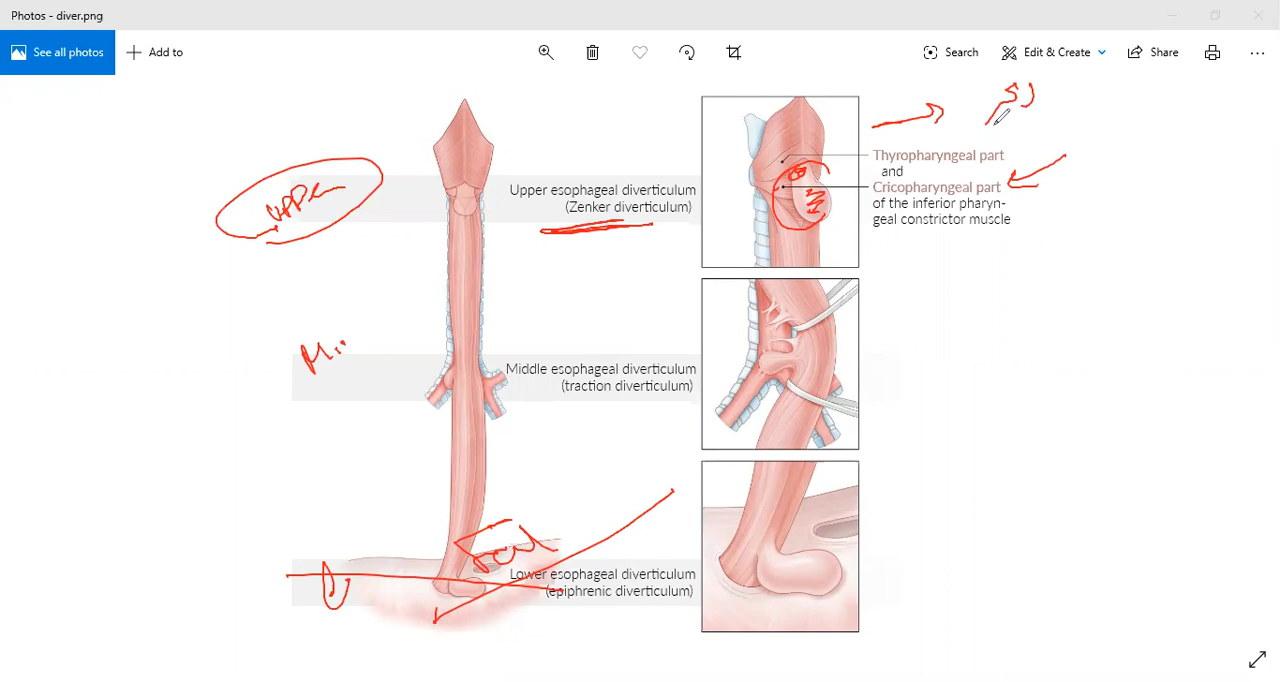 Photos - diver.png
See all photos
Add to
Search
Edit & Create
Share
Upper esophageal diverticulum
(Zenker diverticulum)
Thyropharyngeal part
and
Cricopharyngeal part
of the inferior pharyn-
geal constrictor muscle
Upper
Middle esophageal diverticulum
(traction diverticulum)
Lower esophageal diverticulum
(epiphrenic diverticulum)